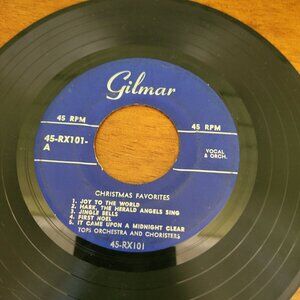 Gilmar
45 RPM
45 RPM
45-RX101-
A
VOCAL
& ORCH.
CHRISTMAS FAVORITES
1. JOY TO THE WORLD
2. HARK, THE HERALD ANGELS SING
3. JINGLE BELLS
4. FIRST NOEL
5. IT CAME UPON A MIDNIGHT CLEAR
TOPS ORCHESTRA AND CHORISTERS
45-RX101